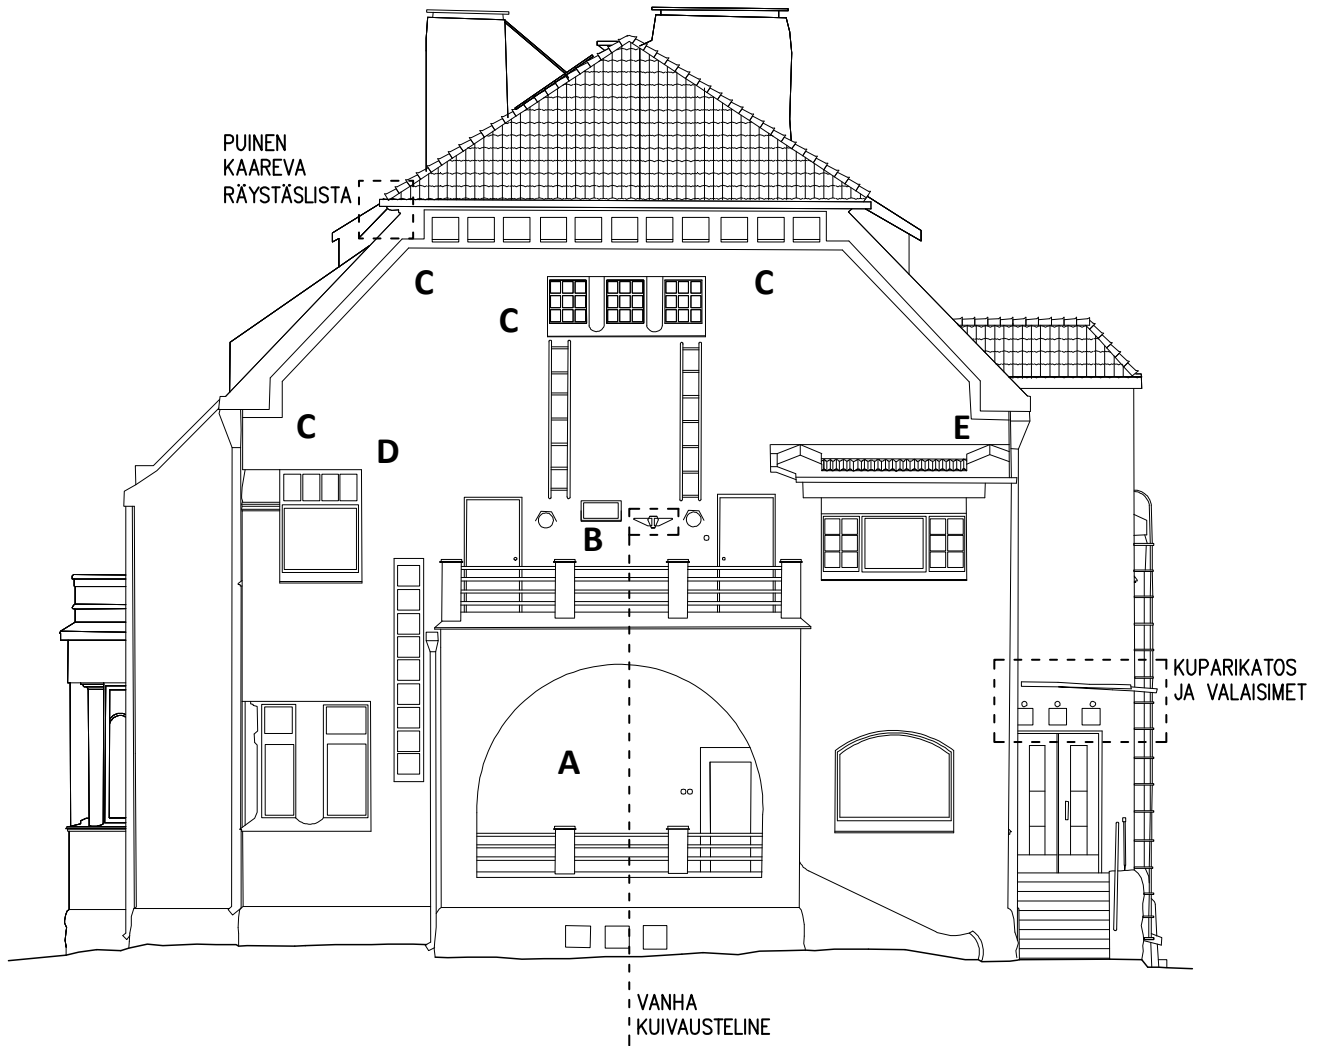 PUINEN
KAAREVA
RÄYSTÄSLISTA
C
C
C
C
D
E
B
A
KUPARIKATOS
JA VALAISIMET
VANHA
KUIVAUSTELINE